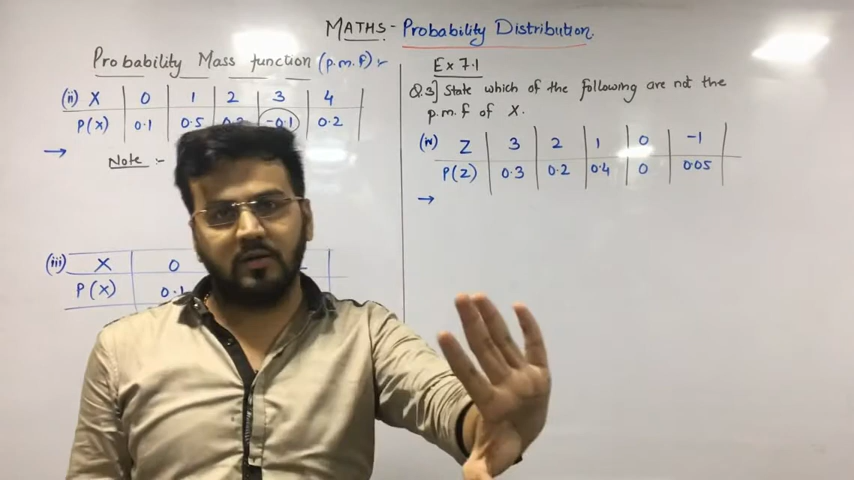 MATHS - Probability Distribution.
Probability Mass function (p.m.f) :-
(ii) X 0 1 2 3 4
P(x) 0.1 0.5 -0.1 0.2
→ Note :-
(iii) X 0
P(X) 0.1
Ex 7.1
Q.3] State which of the following are not the
p.m.f of X.
(iv) Z 3 2 1 0 -1
P(Z) 0.3 0.2 0.4 0 0.05
→